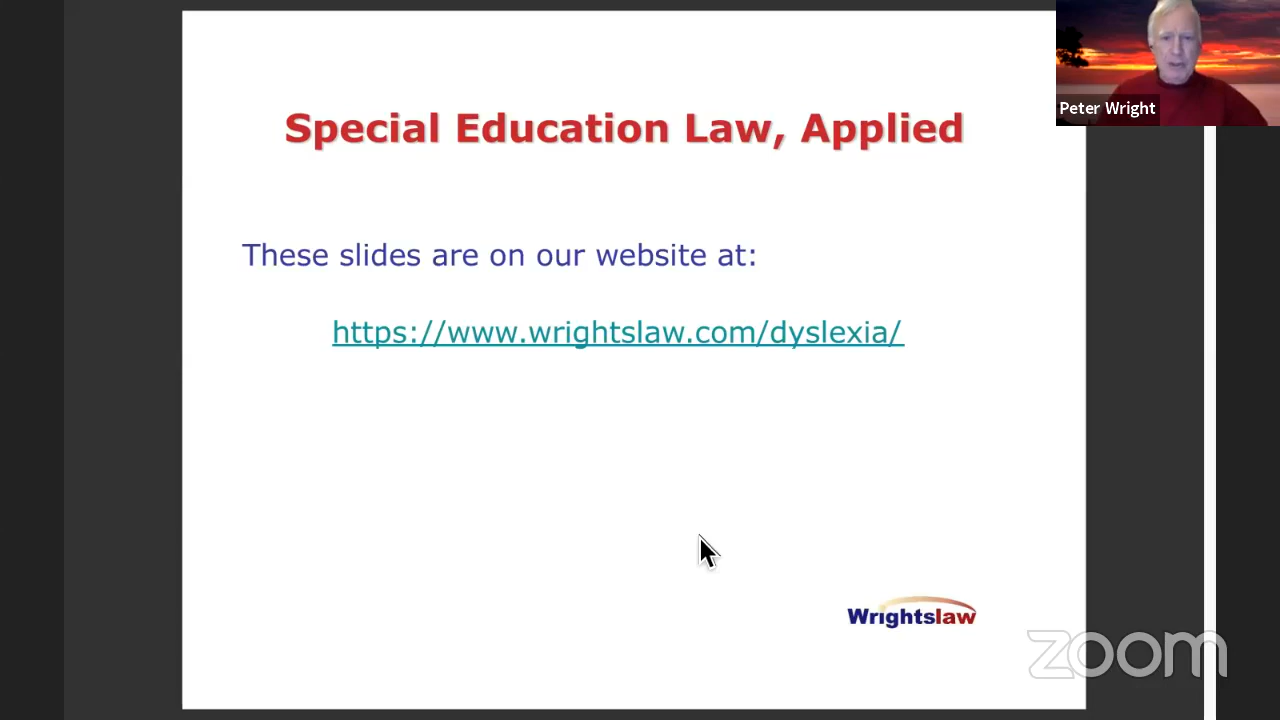 Special Education Law, Applied
These slides are on our website at:
https://www.wrightslaw.com/dyslexia/
Wrightslaw
Peter Wright
zoom